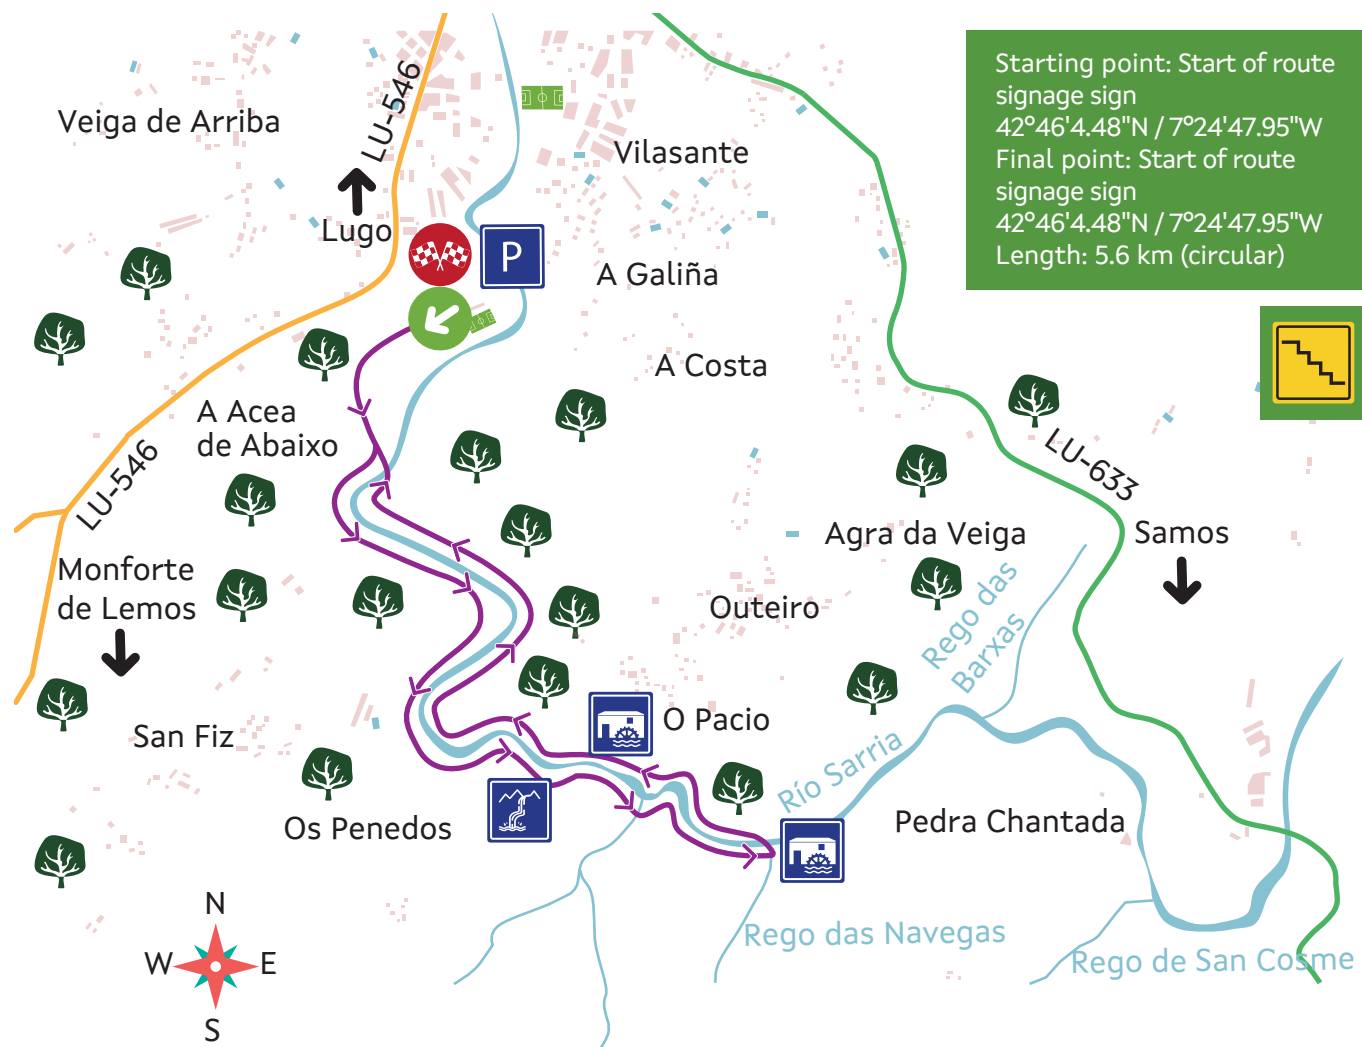 Starting point: Start of route
signage sign
42°46'4.48"N / 7°24'47.95"W
Final point: Start of route
signage sign
42°46'4.48"N / 7°24'47.95"W
Length: 5.6 km (circular)
LU-546
Veiga de Arriba
Vilasante
Lugo
P
A Galiña
A Costa
A Acea
de Abaixo
LU-546
LU-633
Agra da Veiga
Samos
Monforte
de Lemos
Outeiro
Rego das
Barxas
San Fiz
O Pacio
Río Sarria
Os Penedos
Pedra Chantada
N
W
E
S
Rego das Navegas
Rego de San Cosme